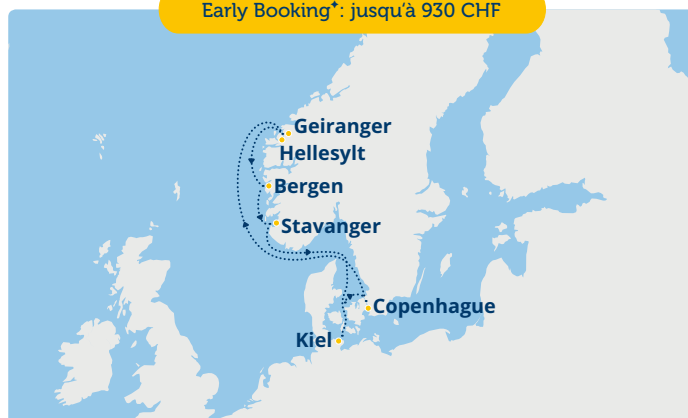 Early Booking✦: jusqu'à 930 CHF
Geiranger
Hellesylt
Bergen
Stavanger
Copenhague
Kiel